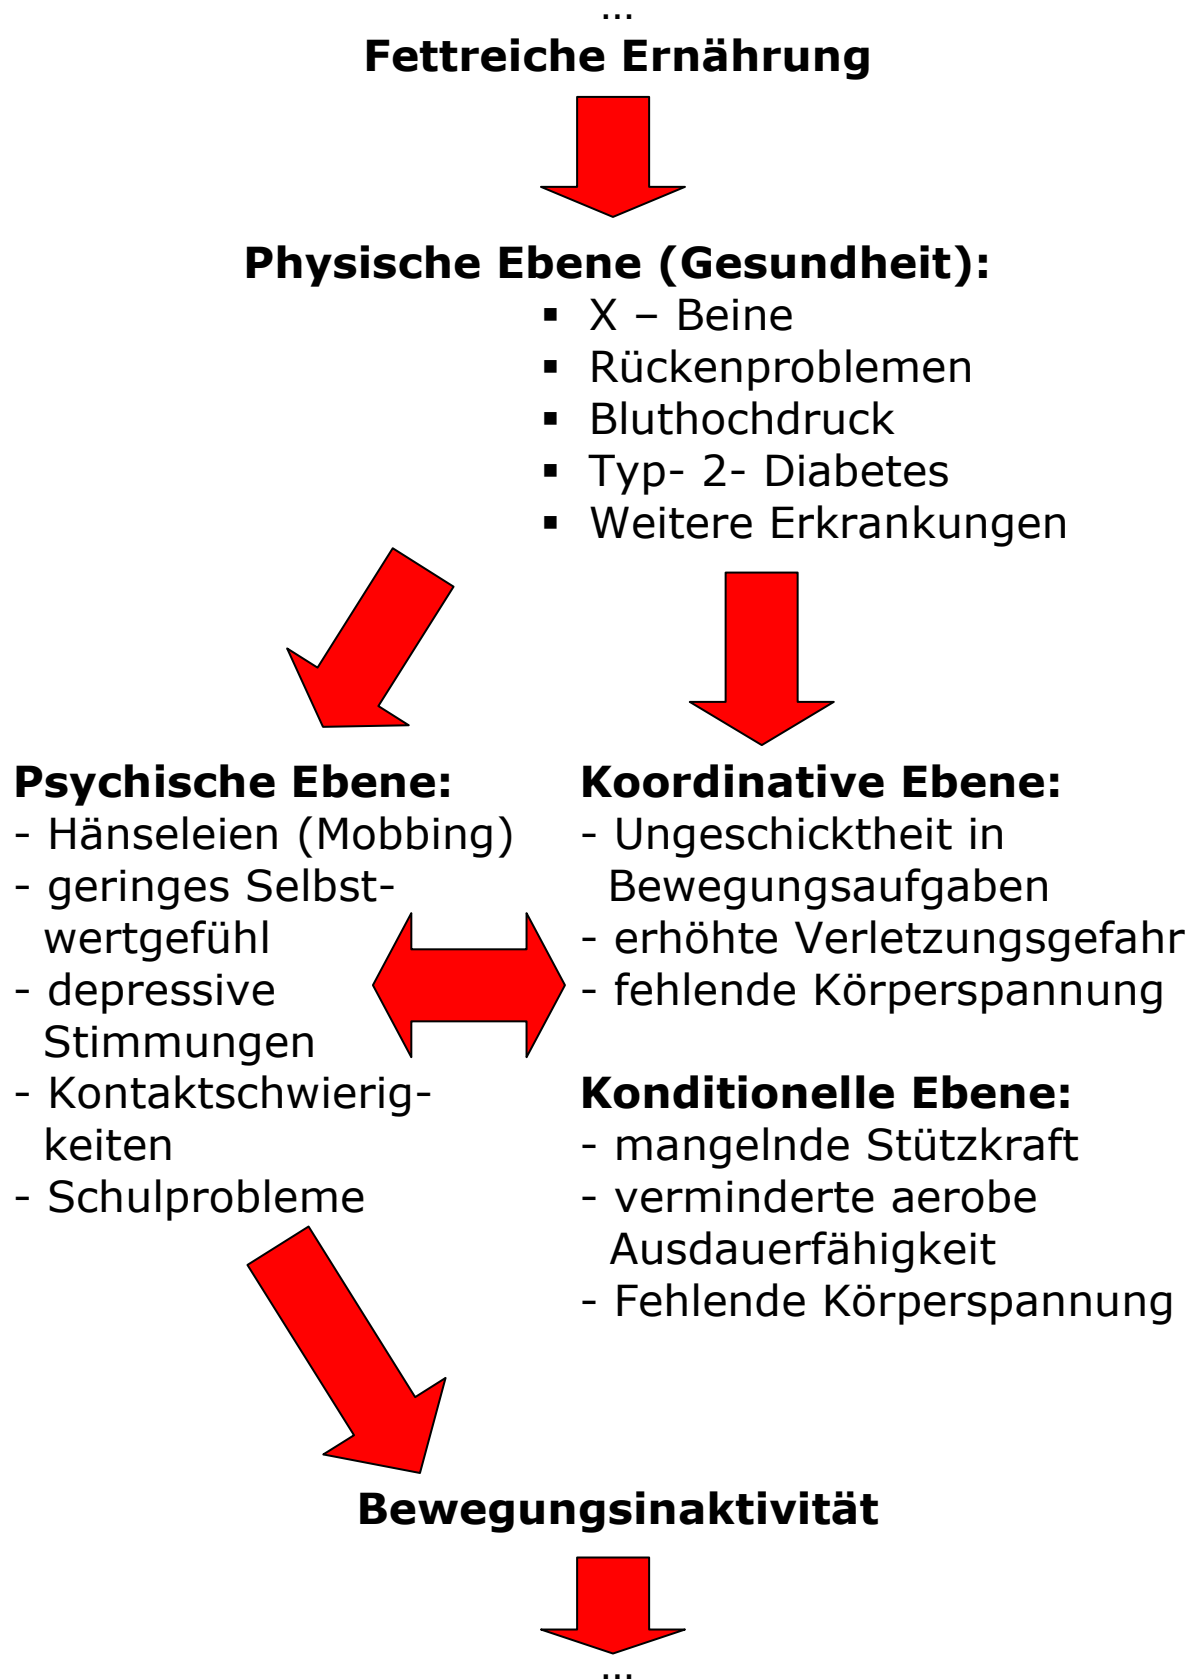 ...
Fettreiche Ernährung
Physische Ebene (Gesundheit):
▪ X – Beine
▪ Rückenproblemen
▪ Bluthochdruck
▪ Typ- 2- Diabetes
▪ Weitere Erkrankungen
Psychische Ebene:
- Hänseleien (Mobbing)
- geringes Selbst-
wertgefühl
- depressive
Stimmungen
- Kontaktschwierig-
keiten
- Schulprobleme
Koordinative Ebene:
- Ungeschicktheit in
Bewegungsaufgaben
- erhöhte Verletzungsgefahr
- fehlende Körperspannung
Konditionelle Ebene:
- mangelnde Stützkraft
- verminderte aerobe
Ausdauerfähigkeit
- Fehlende Körperspannung
Bewegungsinaktivität
...